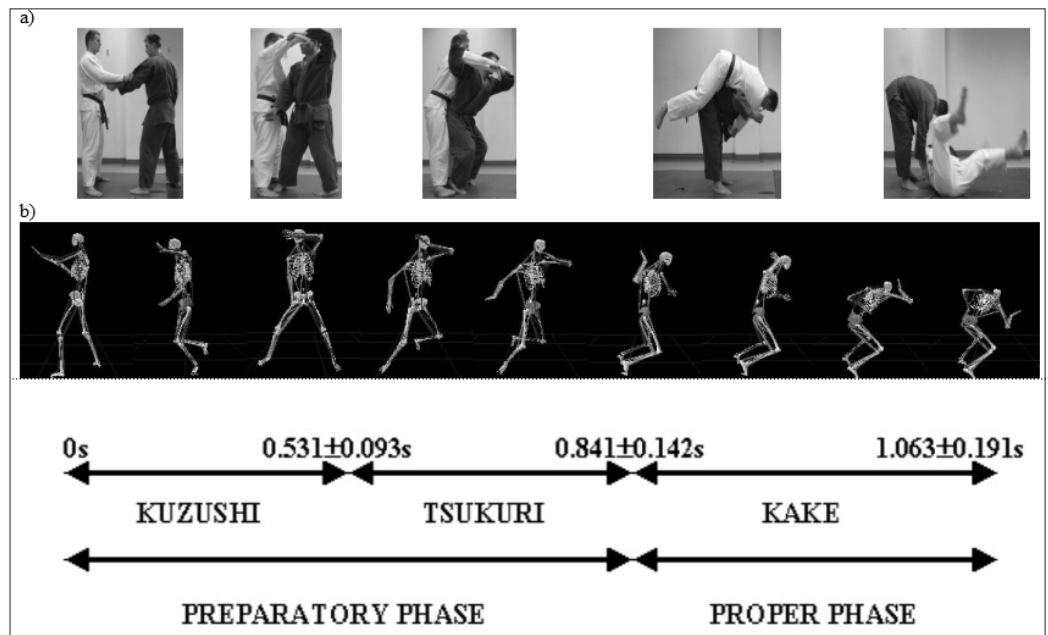 a)
b)
0s 0.531±0.093s 0.841±0.142s 1.063±0.191s
KUZUSHI TSUKURI KAKE
PREPARATORY PHASE PROPER PHASE